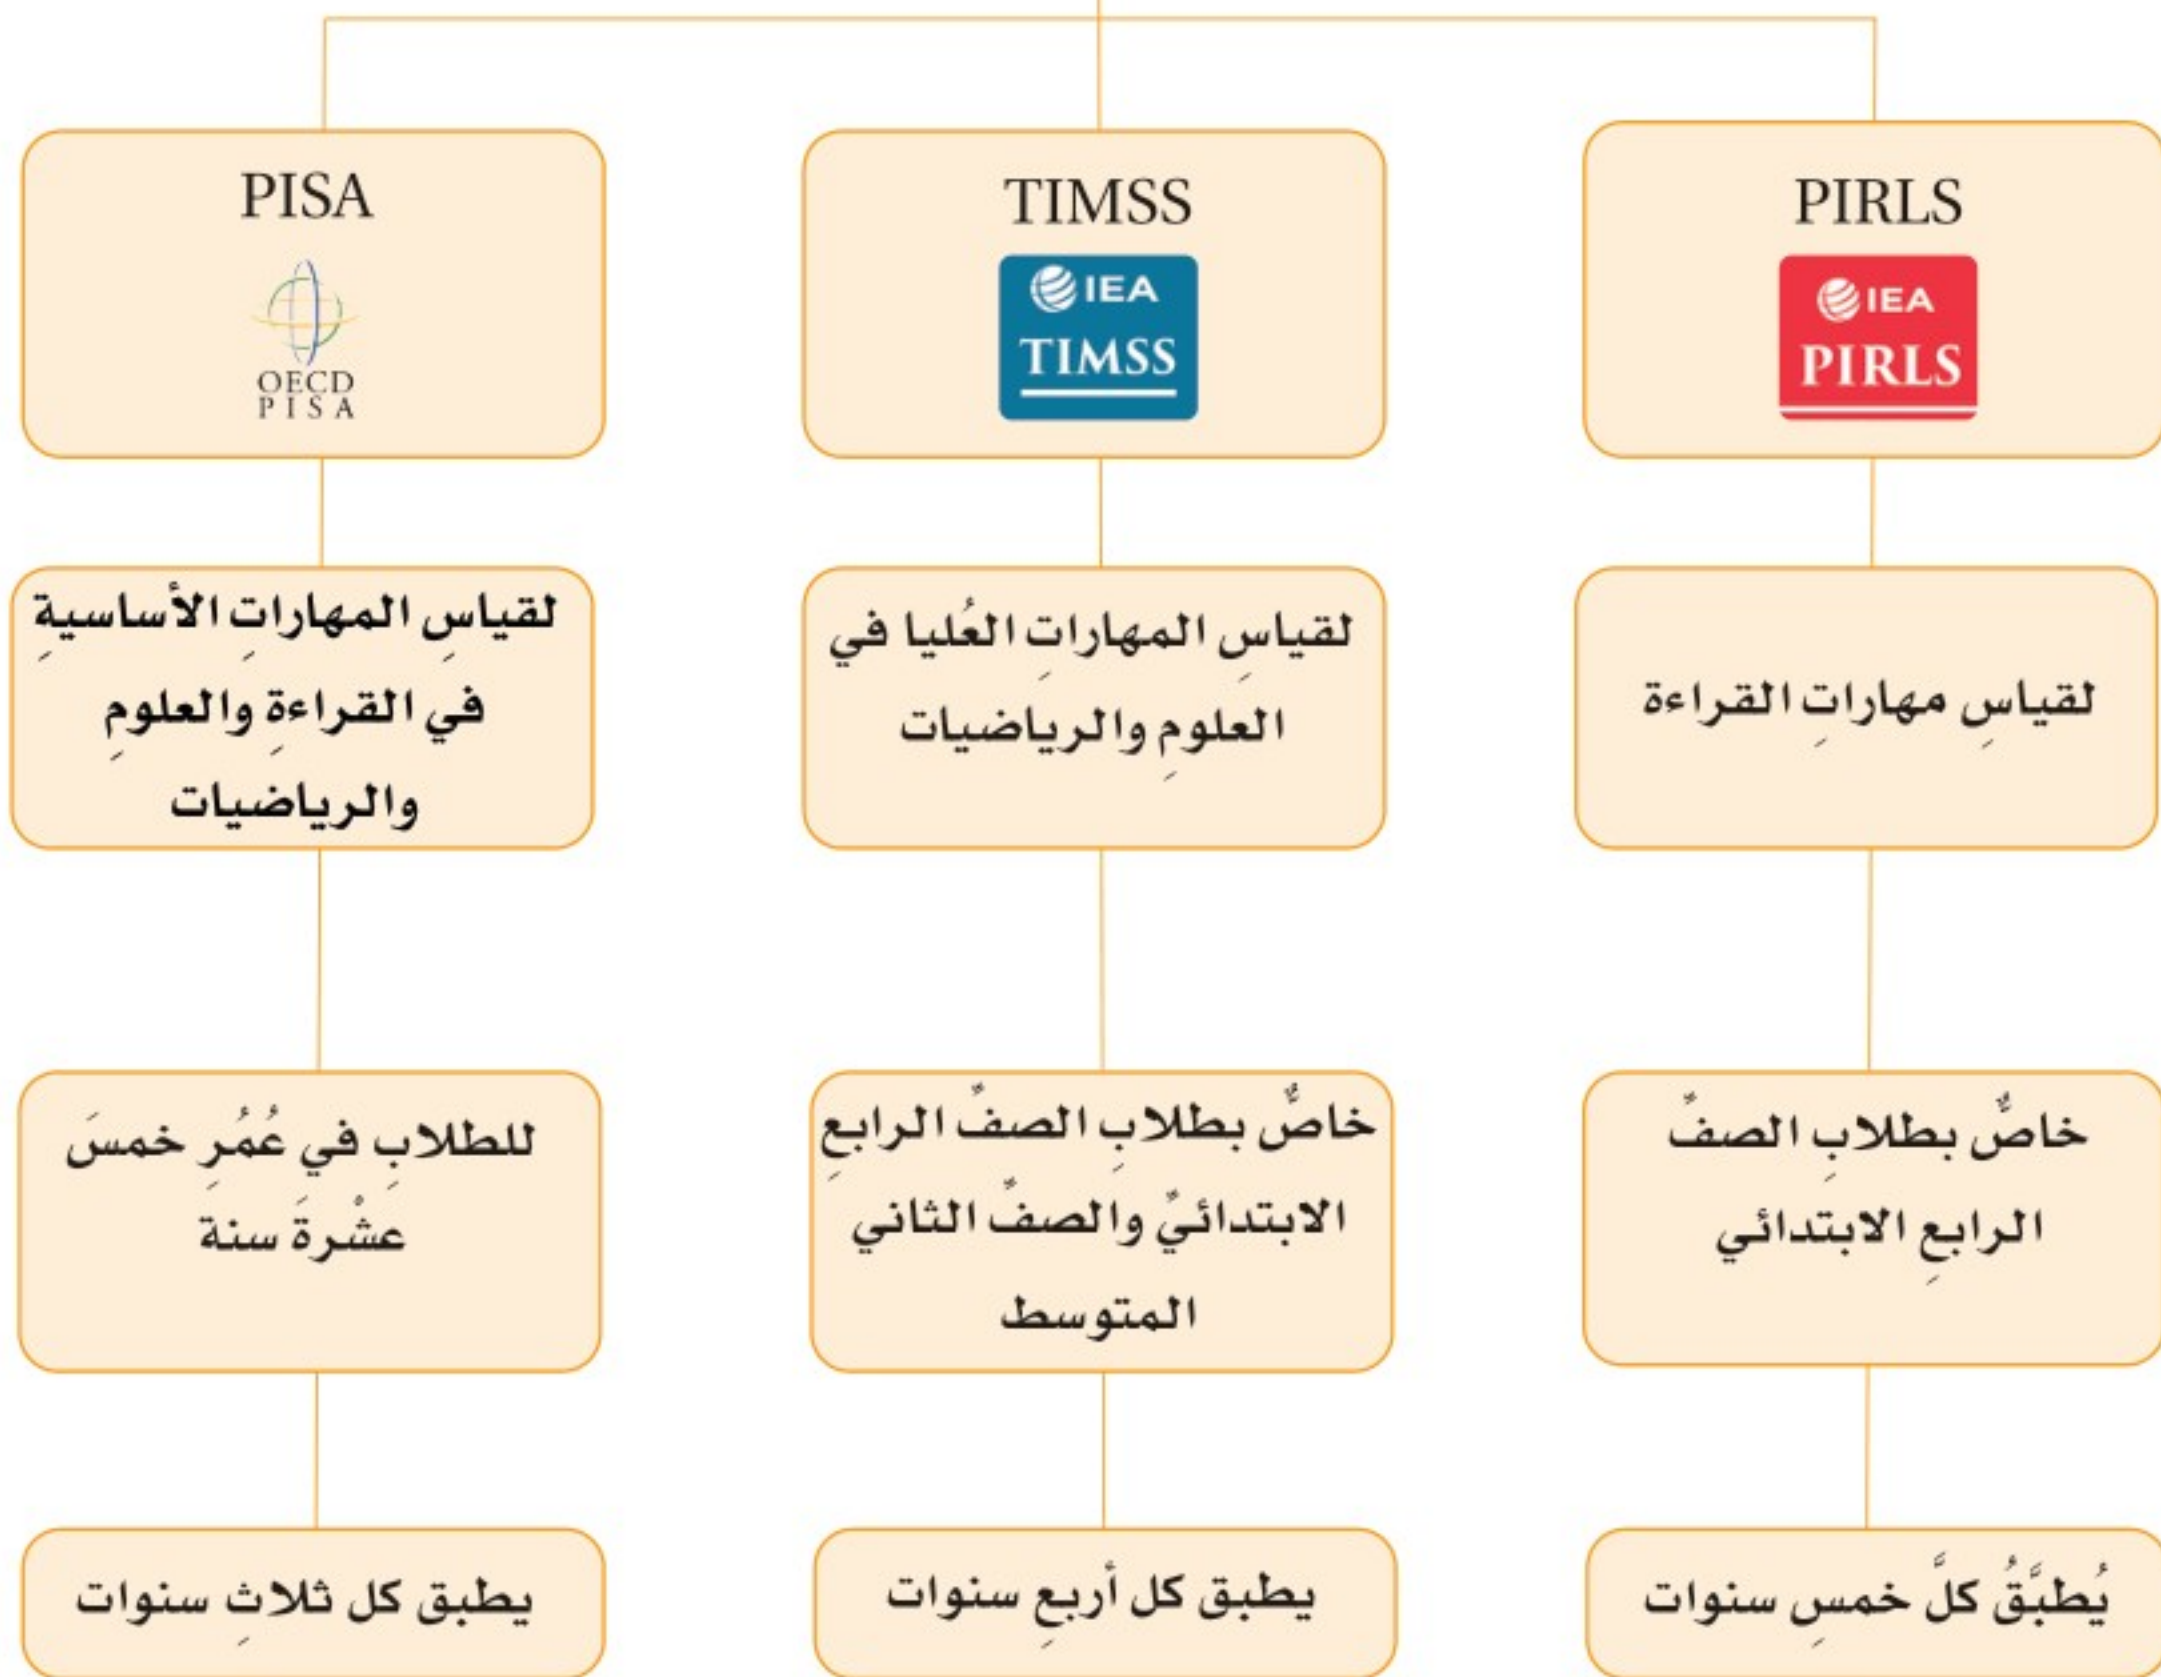 PIRLS
IEA
PIRLS
لقياسِ مهاراتِ القراءة
خاصٌّ بطلابِ الصفِّ
الرابعِ الابتدائي
يُطبَّقُ كلَّ خمسِ سنوات
TIMSS
IEA
TIMSS
لقياسِ المهاراتِ العُليا في
العلومِ والرياضيات
خاصٌّ بطلابِ الصفِّ الرابعِ
الابتدائيِّ والصفِّ الثاني
المتوسط
يطبق كل أربعِ سنوات
PISA
OECD
PISA
لقياسِ المهاراتِ الأساسيةِ
في القراءةِ والعلومِ
والرياضيات
للطلابِ في عُمُرِ خمسَ
عشْرةَ سنة
يطبق كل ثلاثِ سنوات